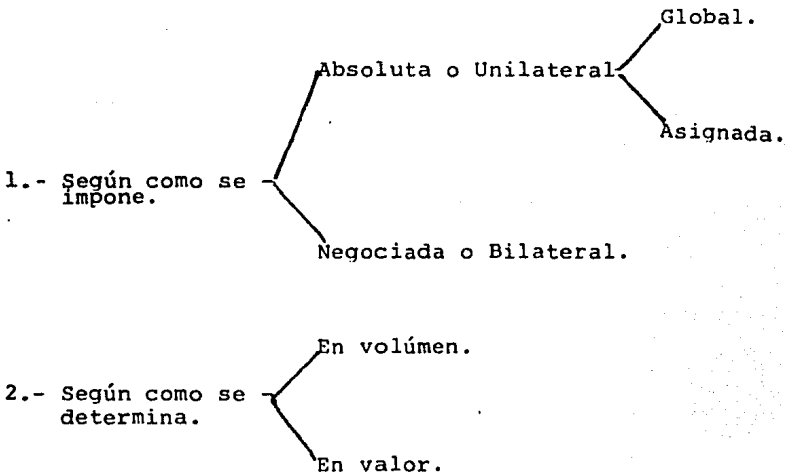 Global.
Absoluta o Unilateral
Asignada.
1.- Según como se
impone.
Negociada o Bilateral.
En volúmen.
2.- Según como se
determina.
En valor.